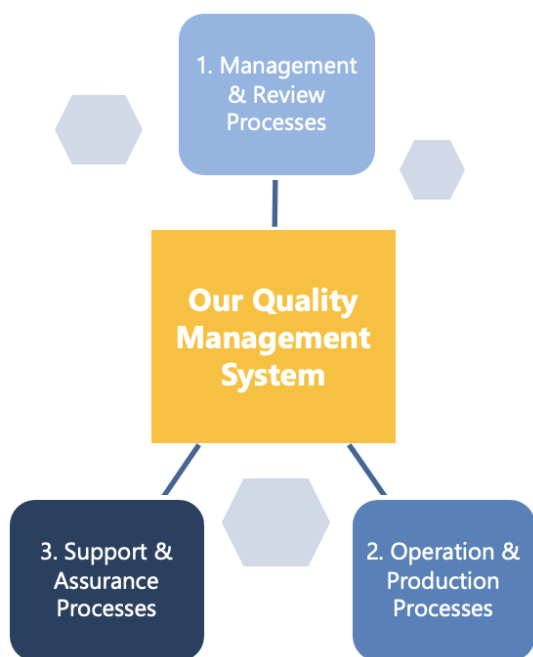 1. Management
& Review
Processes
Our Quality
Management
System
3. Support &
Assurance
Processes
2. Operation &
Production
Processes